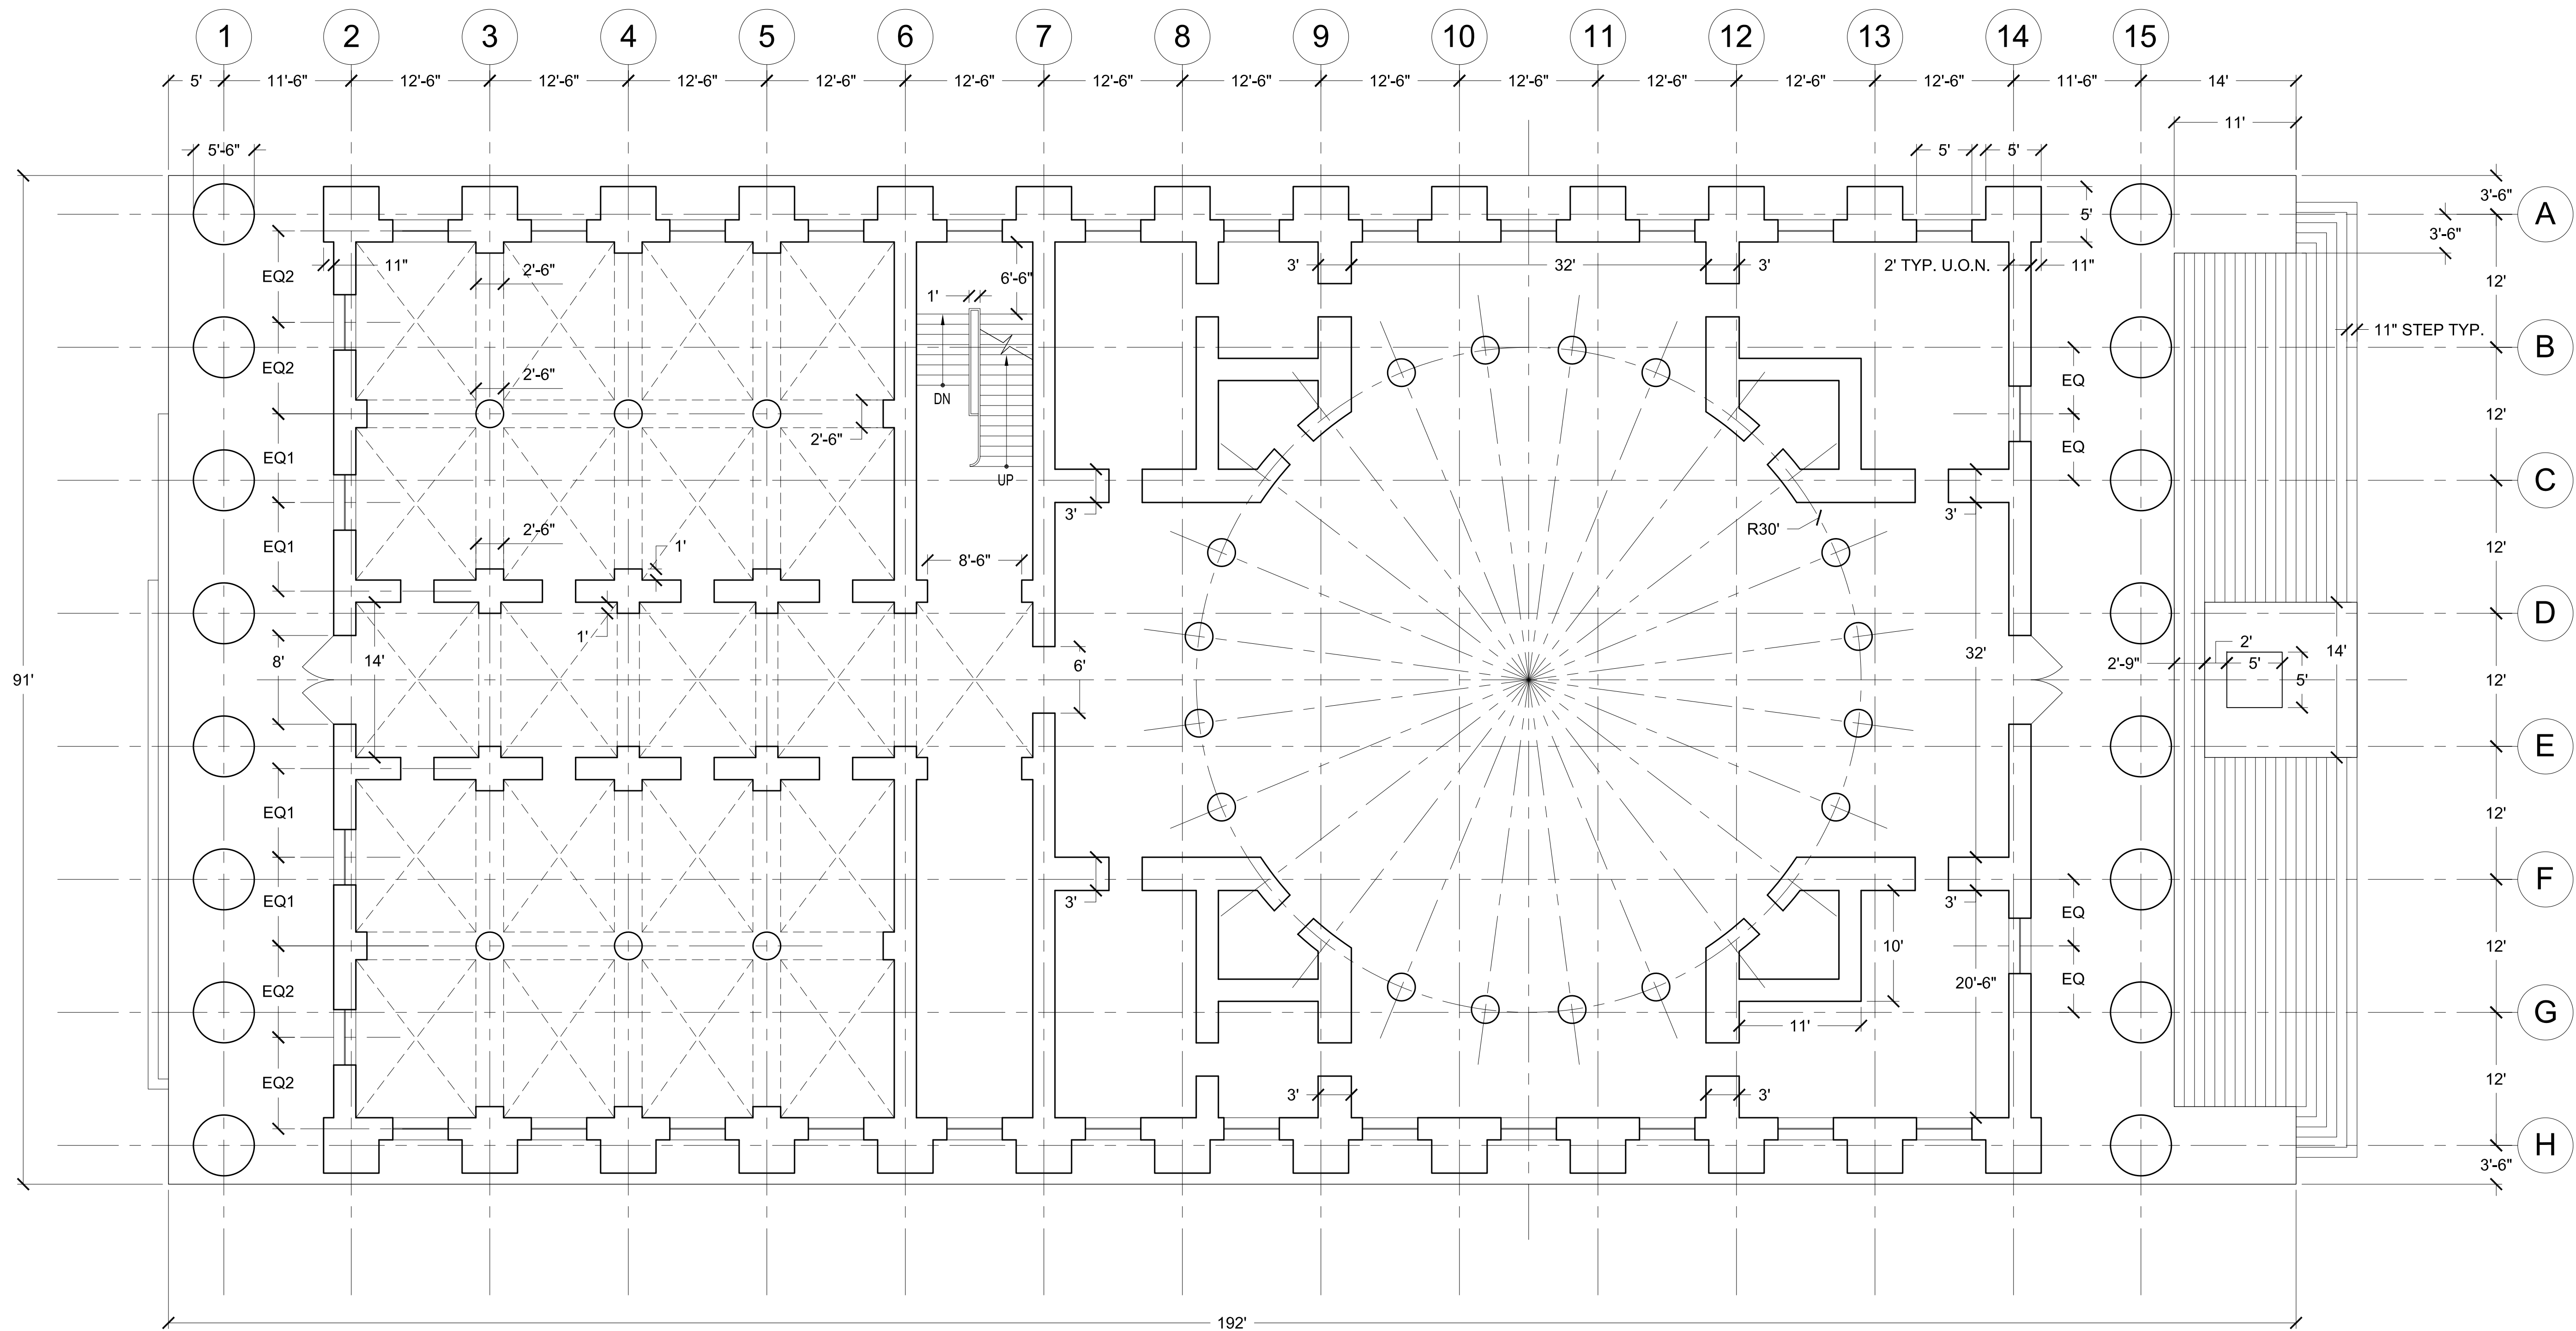 1 2 3 4 5 6 7 8 9 10 11 12 13 14 15
5' 11'-6" 12'-6" 12'-6" 12'-6" 12'-6" 12'-6" 12'-6" 12'-6" 12'-6" 12'-6" 12'-6" 12'-6" 12'-6" 11'-6" 14'
11'
5'-6" 5' 5'
3'-6"
A
5'
3'-6"
11" 2'-6" 6'-6" 3' 32' 3' 2' TYP. U.O.N. 11"
EQ2
12'
1'
11" STEP TYP.
B
EQ2 2'-6"
EQ
DN
12'
2'-6"
EQ
EQ1
UP
C
3' 3'
R30'
2'-6" 1'
EQ1 8'-6"
12'
D
1'
2'
8' 14' 6' 32' 2'-9" 5' 14'
91'
5' 12'
E
EQ1
12'
F
3' 3'
EQ1
EQ
10'
12'
20'-6"
EQ2
EQ
G
11'
EQ2
3' 3'
12'
H
3'-6"
192'